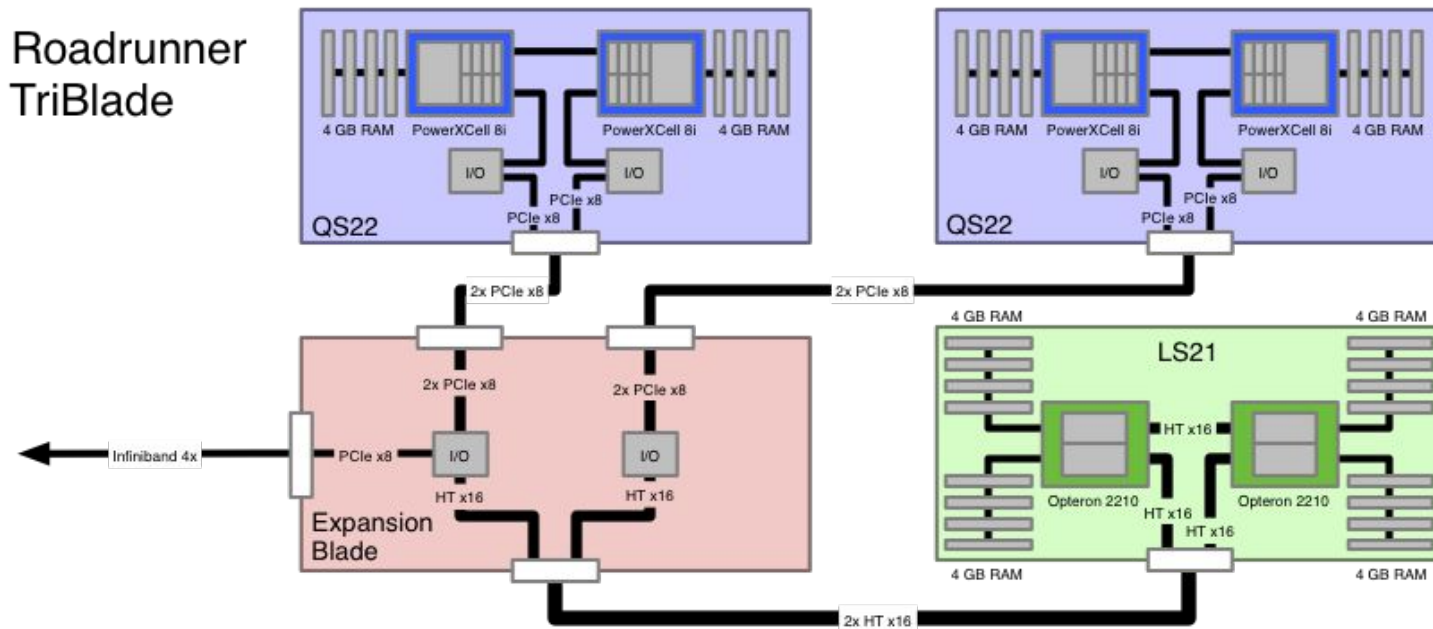 Roadrunner
TriBlade
4 GB RAM
PowerXCell 8i
PowerXCell 8i
4 GB RAM
I/O
I/O
PCIe x8
PCIe x8
QS22
4 GB RAM
PowerXCell 8i
PowerXCell 8i
4 GB RAM
I/O
I/O
PCIe x8
PCIe x8
QS22
2x PCIe x8
2x PCIe x8
2x PCIe x8
2x PCIe x8
Infiniband 4x
PCIe x8
I/O
I/O
HT x16
HT x16
Expansion
Blade
4 GB RAM
4 GB RAM
LS21
HT x16
Opteron 2210
Opteron 2210
HT x16
HT x16
4 GB RAM
4 GB RAM
2x HT x16